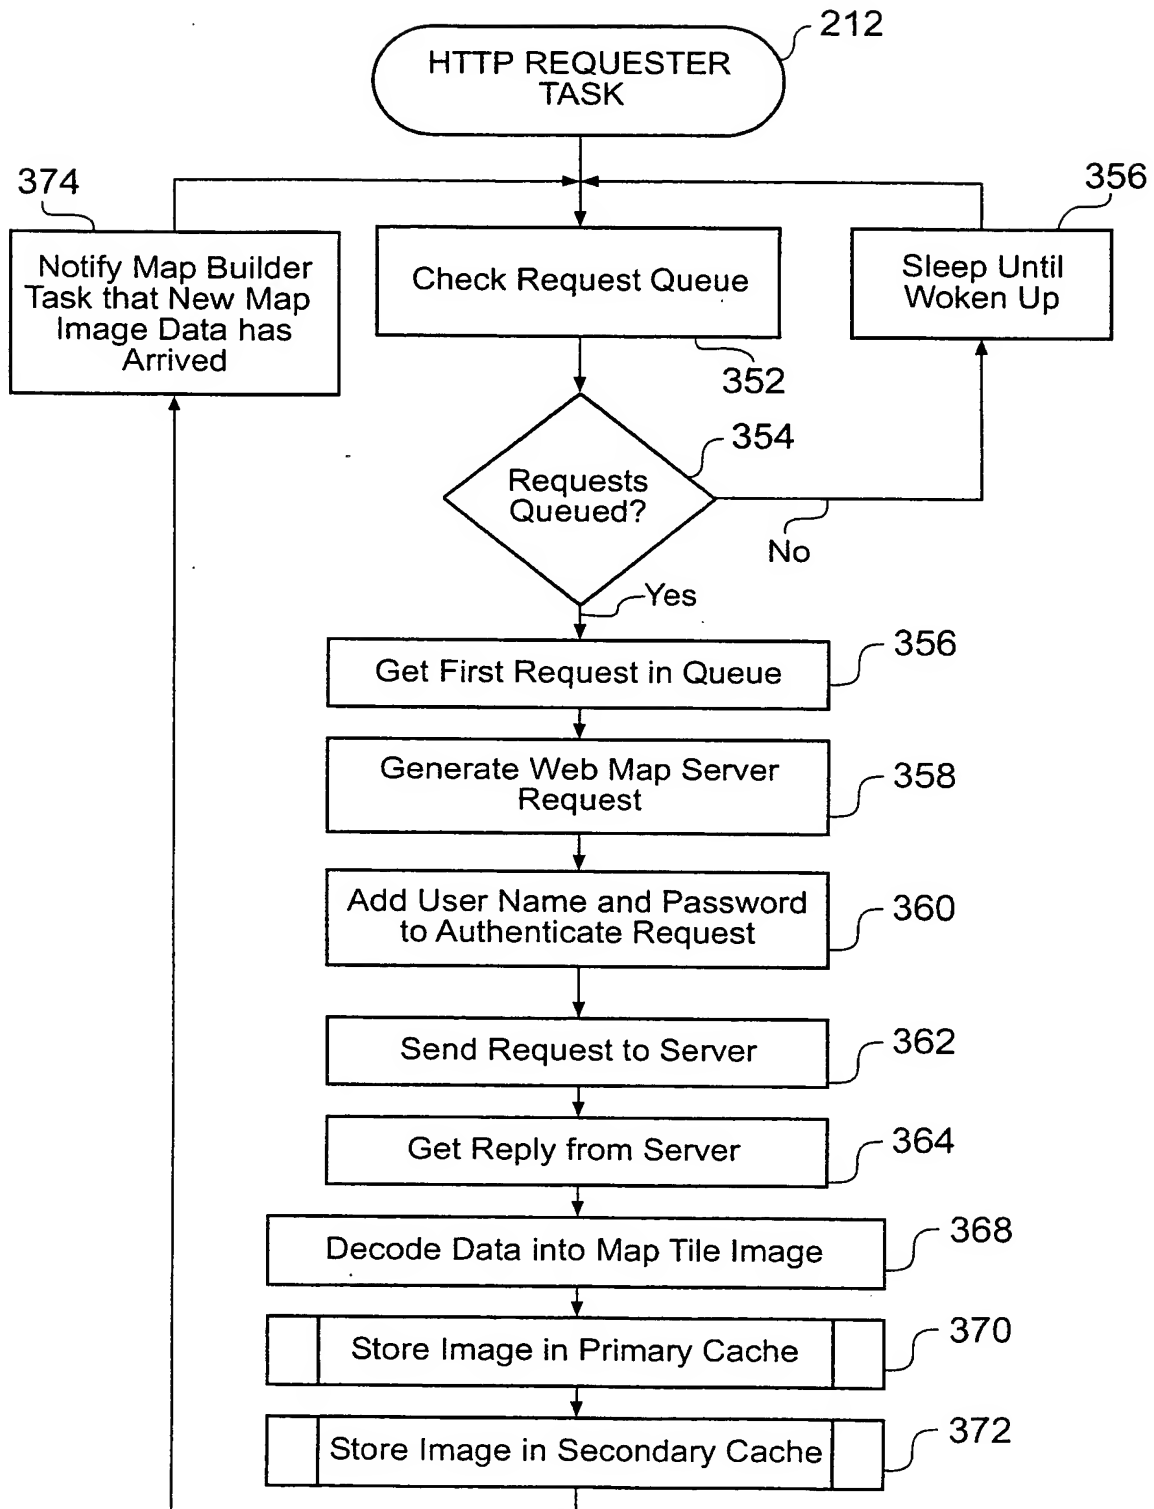 212
HTTP REQUESTER
TASK
374
356
Notify Map Builder
Task that New Map
Image Data has
Arrived
Check Request Queue
Sleep Until
Woken Up
352
354
Requests
Queued?
No
Yes
356
Get First Request in Queue
358
Generate Web Map Server
Request
360
Add User Name and Password
to Authenticate Request
362
Send Request to Server
364
Get Reply from Server
368
Decode Data into Map Tile Image
370
Store Image in Primary Cache
372
Store Image in Secondary Cache